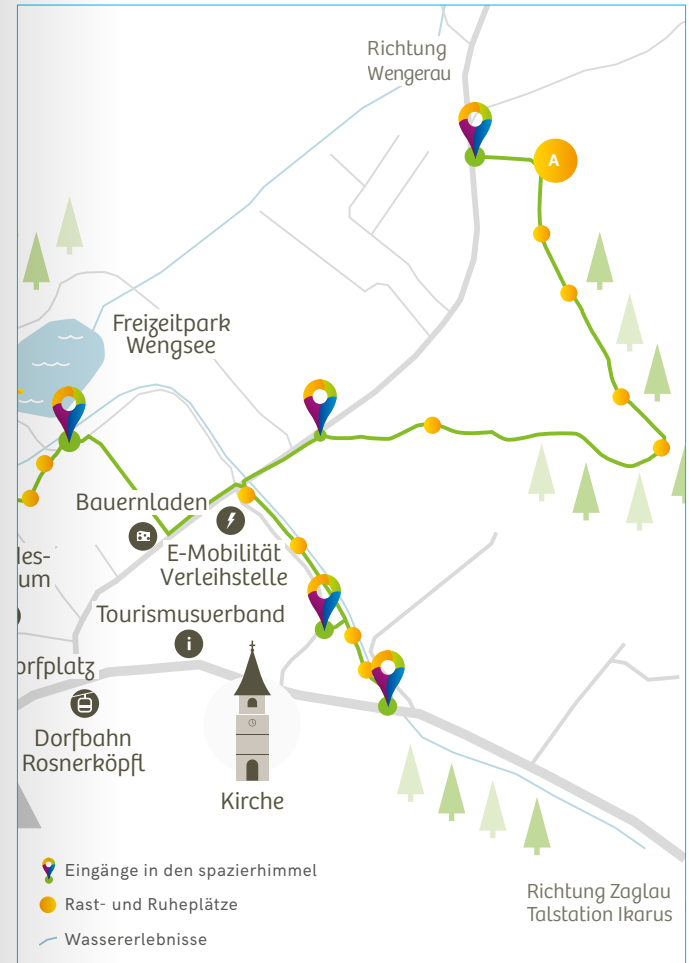 Richtung
Wengerau
A
Freizeitpark
Wengsee
Bauernladen
E-Mobilität
Verleihstelle
Tourismusverband
i
Dorfbahn
Rosnerköpfl
Kirche
Eingänge in den spazierhimmel
Rast- und Ruheplätze
Wassererlebnisse
Richtung Zaglau
Talstation Ikarus